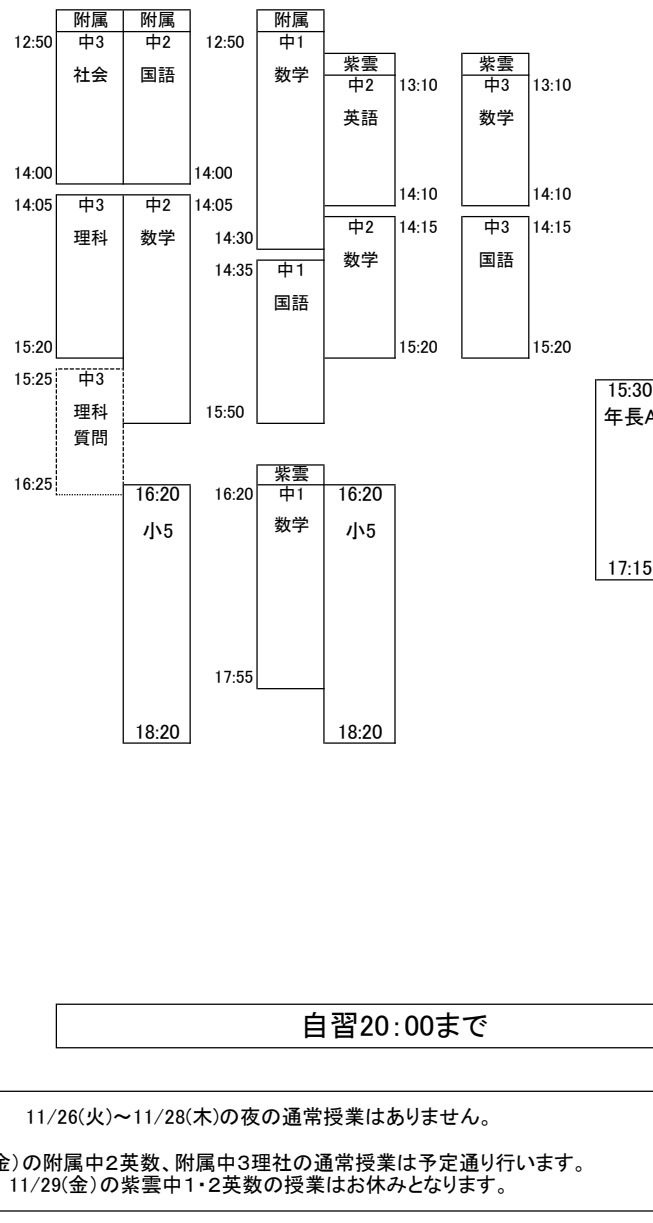 附属 附属 附属
12:50 中3 中2 12:50 中1
社会 国語 数学 紫雲 紫雲
中2 13:10 中3 13:10
英語 数学
14:00 14:00
14:10 14:10
14:05 中3 中2 14:05
理科 数学 14:30 中2 14:15 中3 14:15
数学 国語
14:35 中1
国語
15:20 15:20 15:20
15:25 中3
理科 15:50
質問
15:30
年長A
16:25
紫雲
16:20 16:20 中1 16:20
小5 数学 小5
17:15
17:55
18:20 18:20
自習20:00まで
11/26(火)～11/28(木)の夜の通常授業はありません。
金)の附属中2英数、附属中3理社の通常授業は予定通り行います。
11/29(金)の紫雲中1・2英数の授業はお休みとなります。